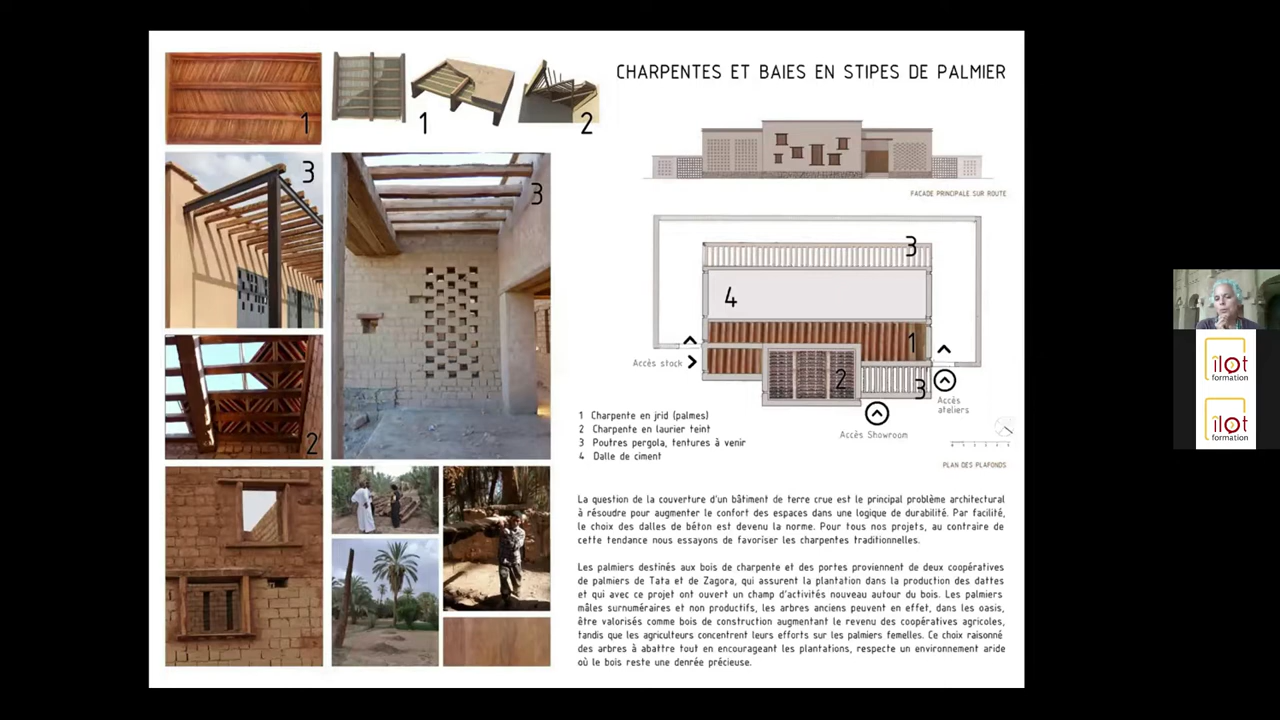 CHARPENTES ET BAIES EN STIPES DE PALMIER
1
1
2
3
3
2
FACADE PRINCIPALE SUR ROUTE
3
4
1
2
3
Accès stock
Accès
ateliers
Accès Showroom
PLAN DES PLAFONDS
1 Charpente en jrid (palmes)
2 Charpente en laurier teint
3 Poutres pergola, tentures à venir
4 Dalle de ciment
La question de la couverture d'un bâtiment de terre crue est le principal problème architectural
à résoudre pour augmenter le confort des espaces dans une logique de durabilité. Par facilité,
le choix des dalles de béton est devenu la norme. Pour tous nos projets, au contraire de
cette tendance nous essayons de favoriser les charpentes traditionnelles.
Les palmiers destinés aux bois de charpente et des portes proviennent de deux coopératives
de palmiers de Tata et de Zagora, qui assurent la plantation dans la production des dattes
et qui avec ce projet ont ouvert un champ d'activités nouveau autour du bois. Les palmiers
mâles surnuméraires et non productifs, les arbres anciens peuvent en effet, dans les oasis,
être valorisés comme bois de construction augmentant le revenu des coopératives agricoles,
tandis que les agriculteurs concentrent leurs efforts sur les palmiers femelles. Ce choix raisonné
des arbres à abattre tout en encourageant les plantations, respecte un environnement aride
où le bois reste une denrée précieuse.
îlot
formation
îlot
formation